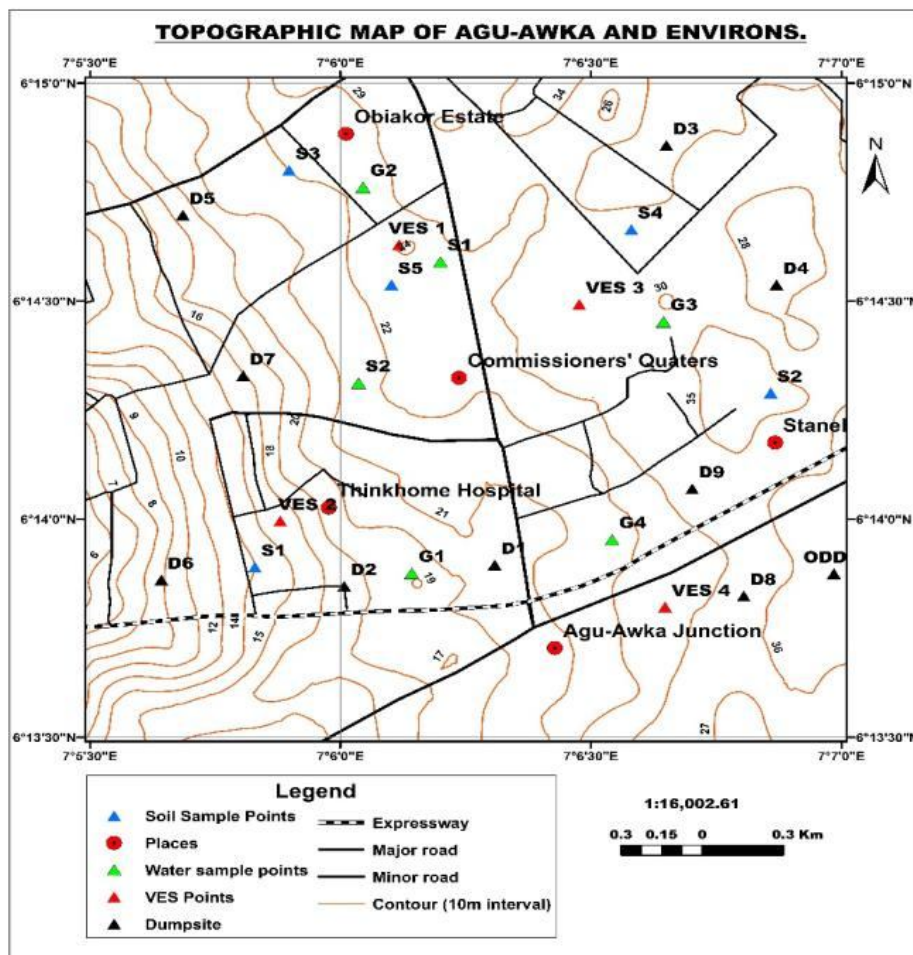 TOPOGRAPHIC MAP OF AGU-AWKA AND ENVIRONS.
7°5'30"E 7°6'0"E 7°6'30"E 7°7'0"E
6°15'0"N 6°15'0"N
29 34 26
Obiakor Estate
D3
S3
G2
D5
S4
VES 1 S1
24
28
S5 D4
6°14'30"N 6°14'30"N
16 22 VES 3 30
G3
D7 S2 Commissioners' Quaters
S2
35
9 20 Stanel
10 18
7 D9
8 21 Thinkhome Hospital
6°14'0"N 6°14'0"N
VES 2 G4
6 S1 G1 D1 ODD
D6 D2 19 D8
VES 4
12 14 15 Agu-Awka Junction
17 36
27
6°13'30"N 6°13'30"N
7°5'30"E 7°6'0"E 7°6'30"E 7°7'0"E
N
Legend
Soil Sample Points
Places
Water sample points
VES Points
Dumpsite
Expressway
Major road
Minor road
Contour (10m interval)
1:16,002.61
0.3 0.15 0 0.3 Km